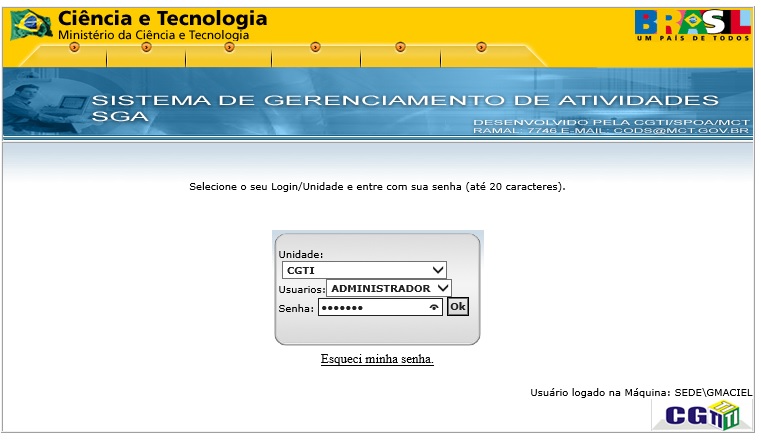 Ciência e Tecnologia
Ministério da Ciência e Tecnologia
BRASIL
UM PAÍS DE TODOS
SISTEMA DE GERENCIAMENTO DE ATIVIDADES
SGA
DESENVOLVIDO PELA CGTI/SPOA/MCT
RAMAL: 7746 E-MAIL: CODS@MCT.GOV.BR
Selecione o seu Login/Unidade e entre com sua senha (até 20 caracteres).
Unidade:
CGTI
Usuarios: ADMINISTRADOR
Senha: ••••••• Ok
Esqueci minha senha.
Usuário logado na Máquina: SEDE\GMACIEL
CGTI